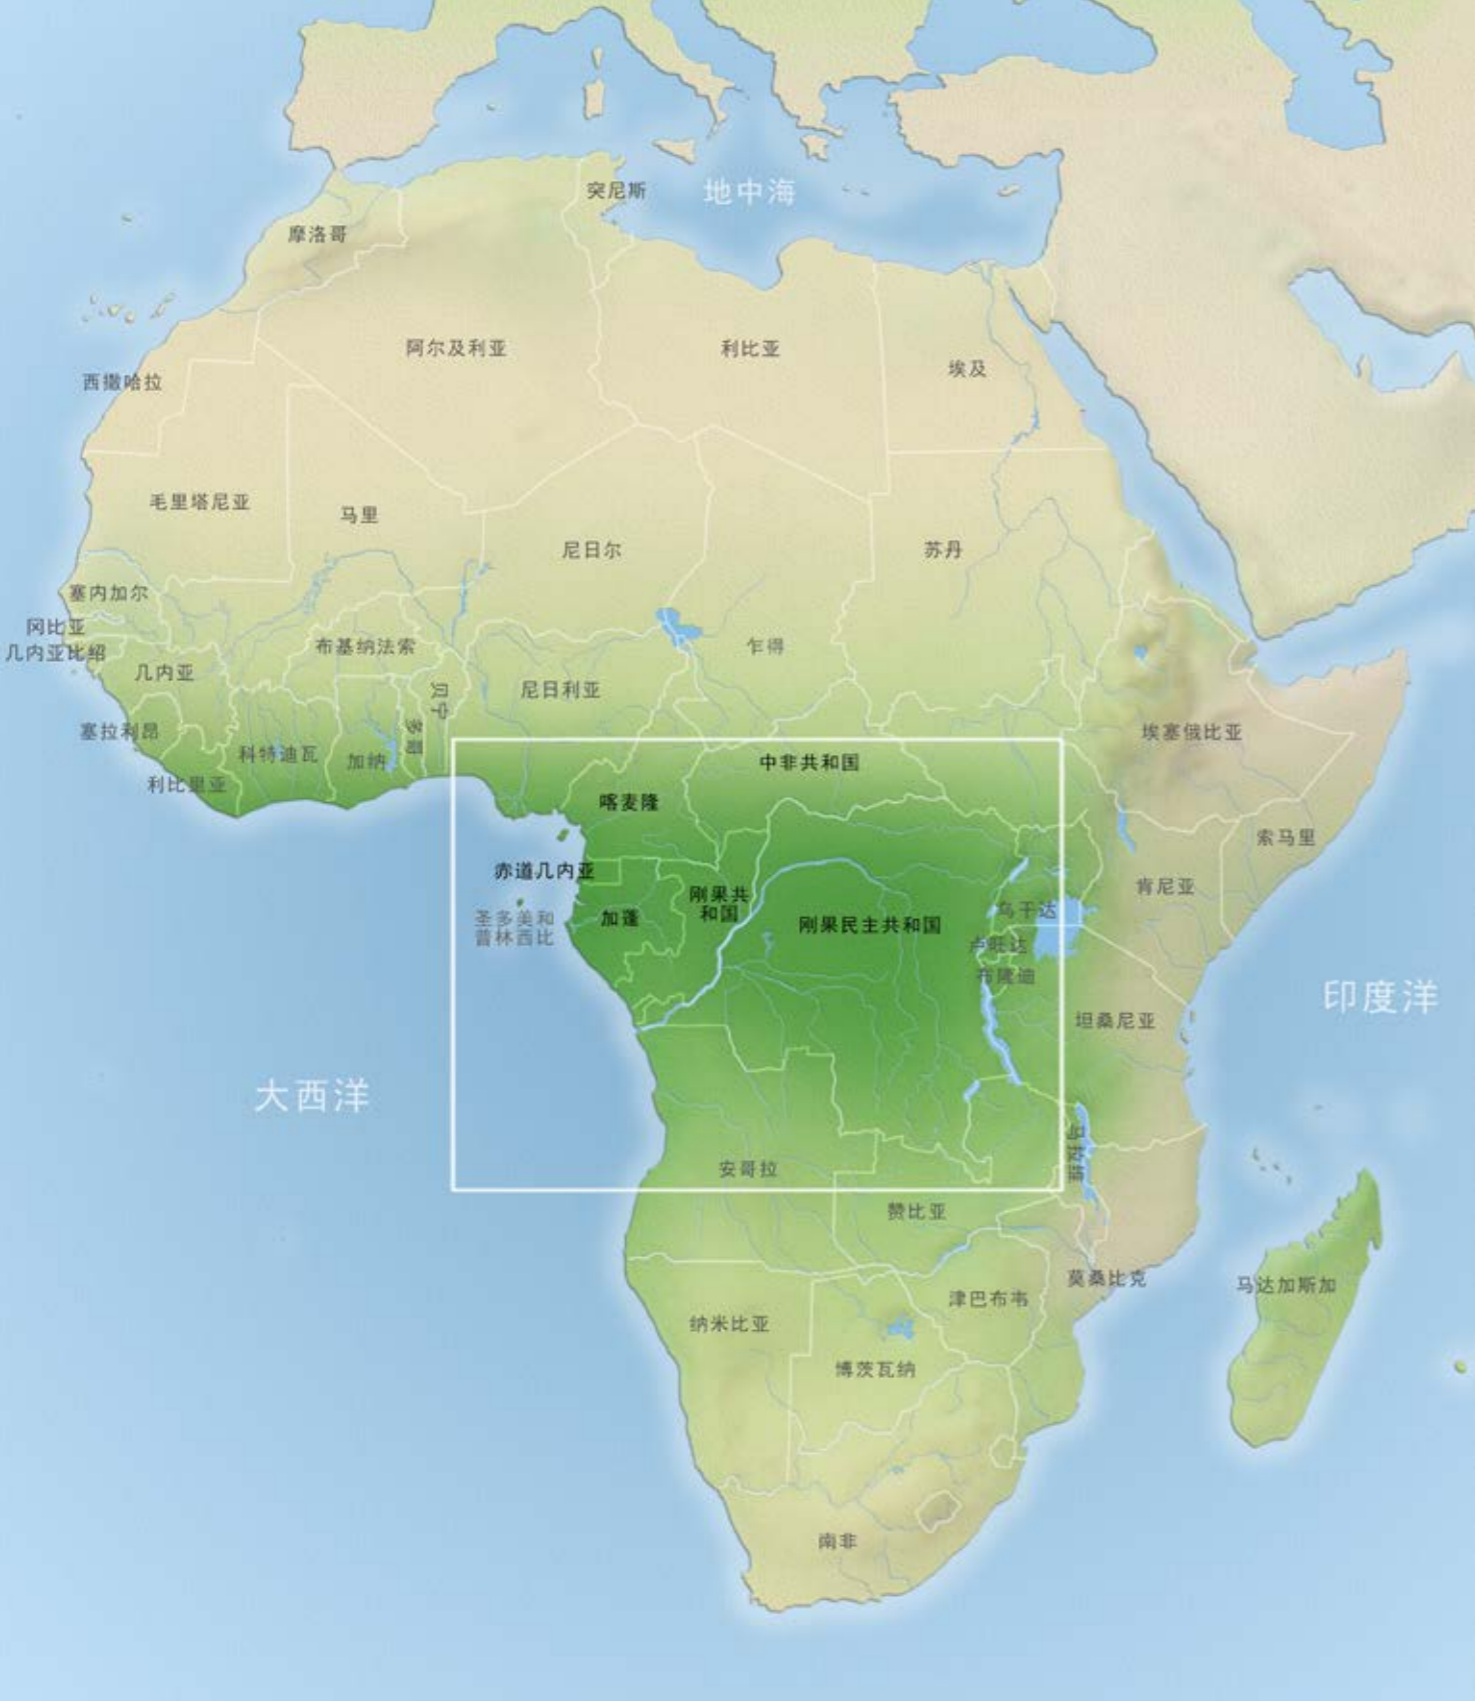 突尼斯
地中海
摩洛哥
阿尔及利亚
利比亚
埃及
西撒哈拉
毛里塔尼亚
马里
尼日尔
苏丹
塞内加尔
冈比亚
几内亚比绍
布基纳法索
乍得
几内亚
贝宁
尼日利亚
塞拉利昂
多哥
埃塞俄比亚
科特迪瓦
加纳
中非共和国
利比里亚
喀麦隆
索马里
赤道几内亚
肯尼亚
刚果共
和国
加蓬
圣多美和
普林西比
刚果民主共和国
乌干达
卢旺达
布隆迪
印度洋
坦桑尼亚
大西洋
马拉维
安哥拉
赞比亚
莫桑比克
马达加斯加
津巴布韦
纳米比亚
博茨瓦纳
南非